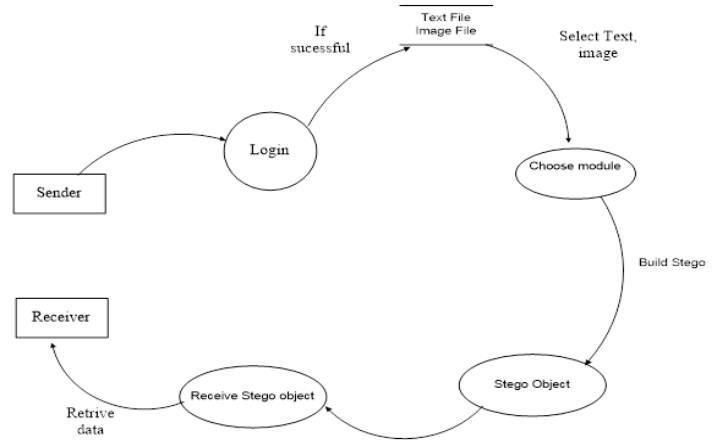 If
sucessful
Text File
Image File
Select Text,
image
Login
Choose module
Sender
Build Stego
Receiver
Stego Object
Receive Stego object
Retrive
data